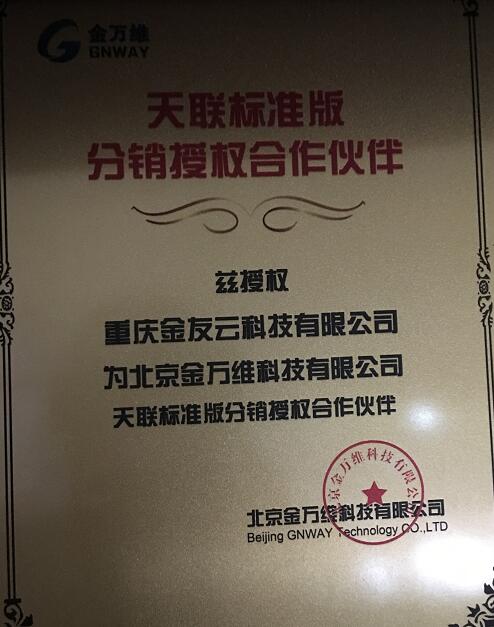 金万维
GNWAY
天联标准版
分销授权合作伙伴
兹授权
重庆金友云科技有限公司
为北京金万维科技有限公司
天联标准版分销授权合作伙伴
北京金万维科技有限公司
Beijing GNWAY Technology CO.,LTD
京金万维科技有限公